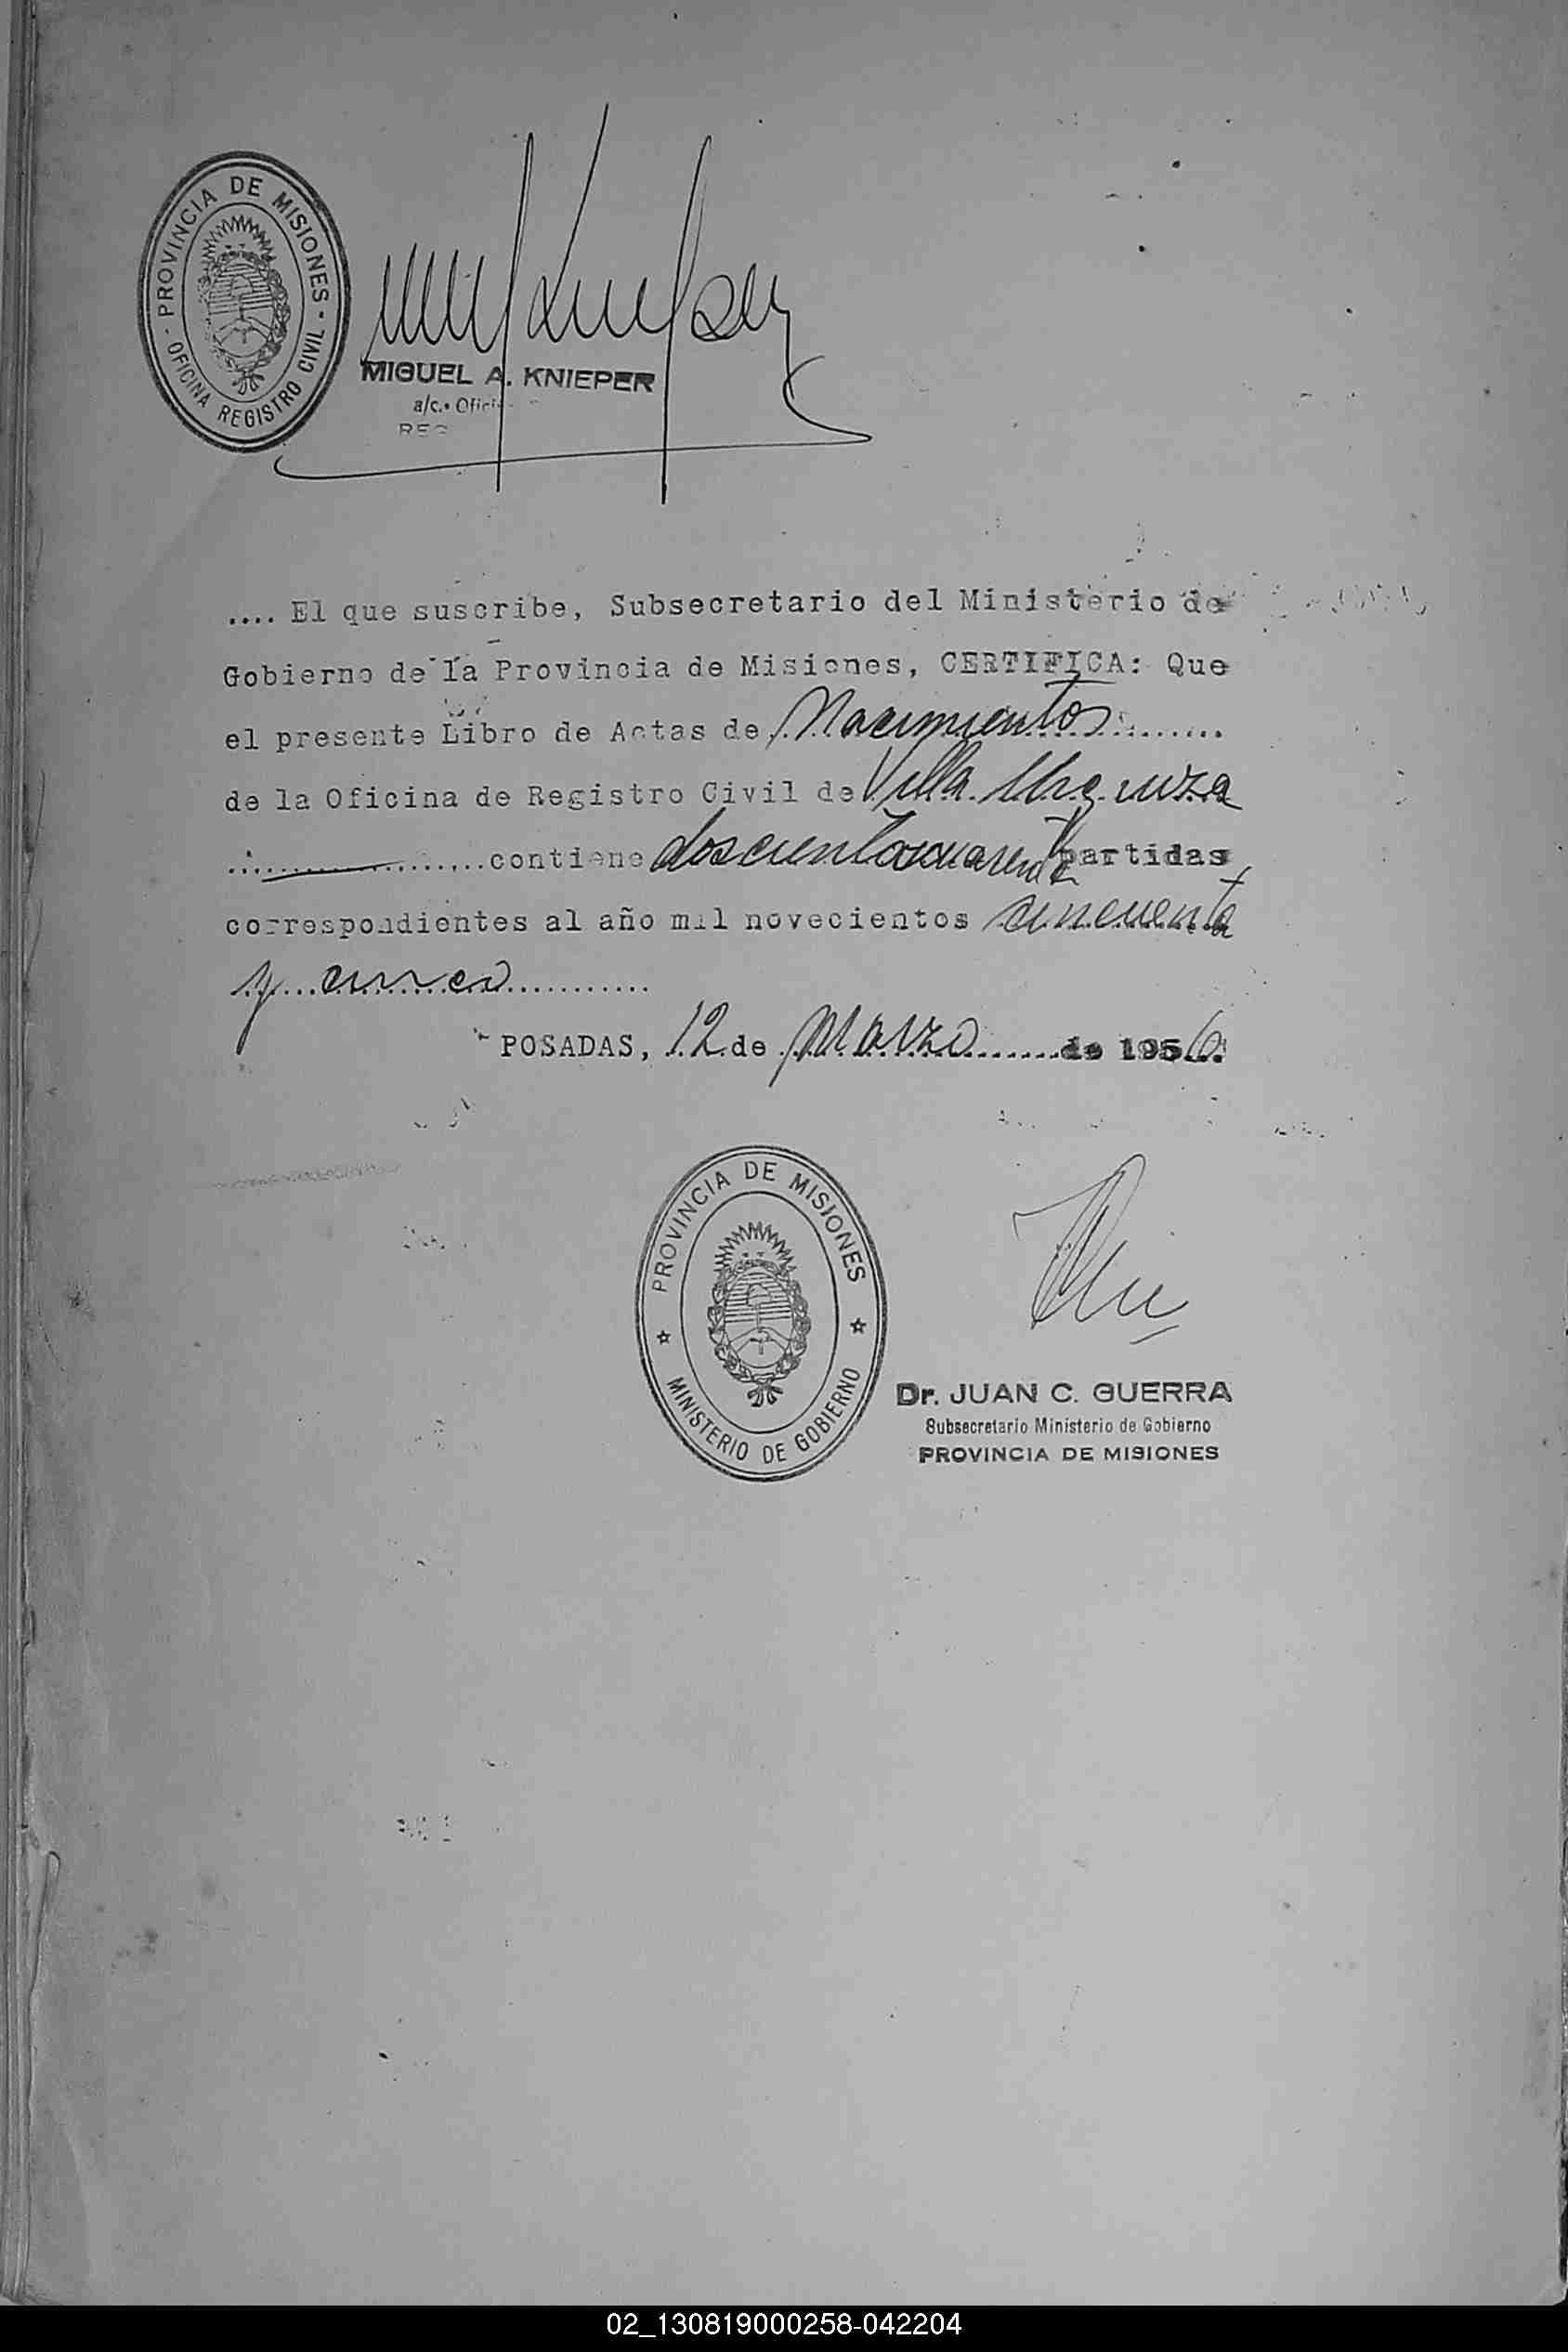 PROVINCIA DE MISIONES
- OFICINA REGISTRO CIVIL -
MIGUEL A. KNIEPER
a/c. Ofici
REG
.... El que suscribe, Subsecretario del Ministerio de
Gobierno de la Provincia de Misiones, CERTIFICA: Que
el presente Libro de Actas de Nacimientos
de la Oficina de Registro Civil de Villa Urquiza
contiene doscientos cuarenta partidas
correspondientes al año mil novecientos cincuenta
y cinco
POSADAS, 12 de Marzo de 1956.
PROVINCIA DE MISIONES
MINISTERIO DE GOBIERNO
Dr. JUAN C. GUERRA
Subsecretario Ministerio de Gobierno
PROVINCIA DE MISIONES
02_130819000258-042204